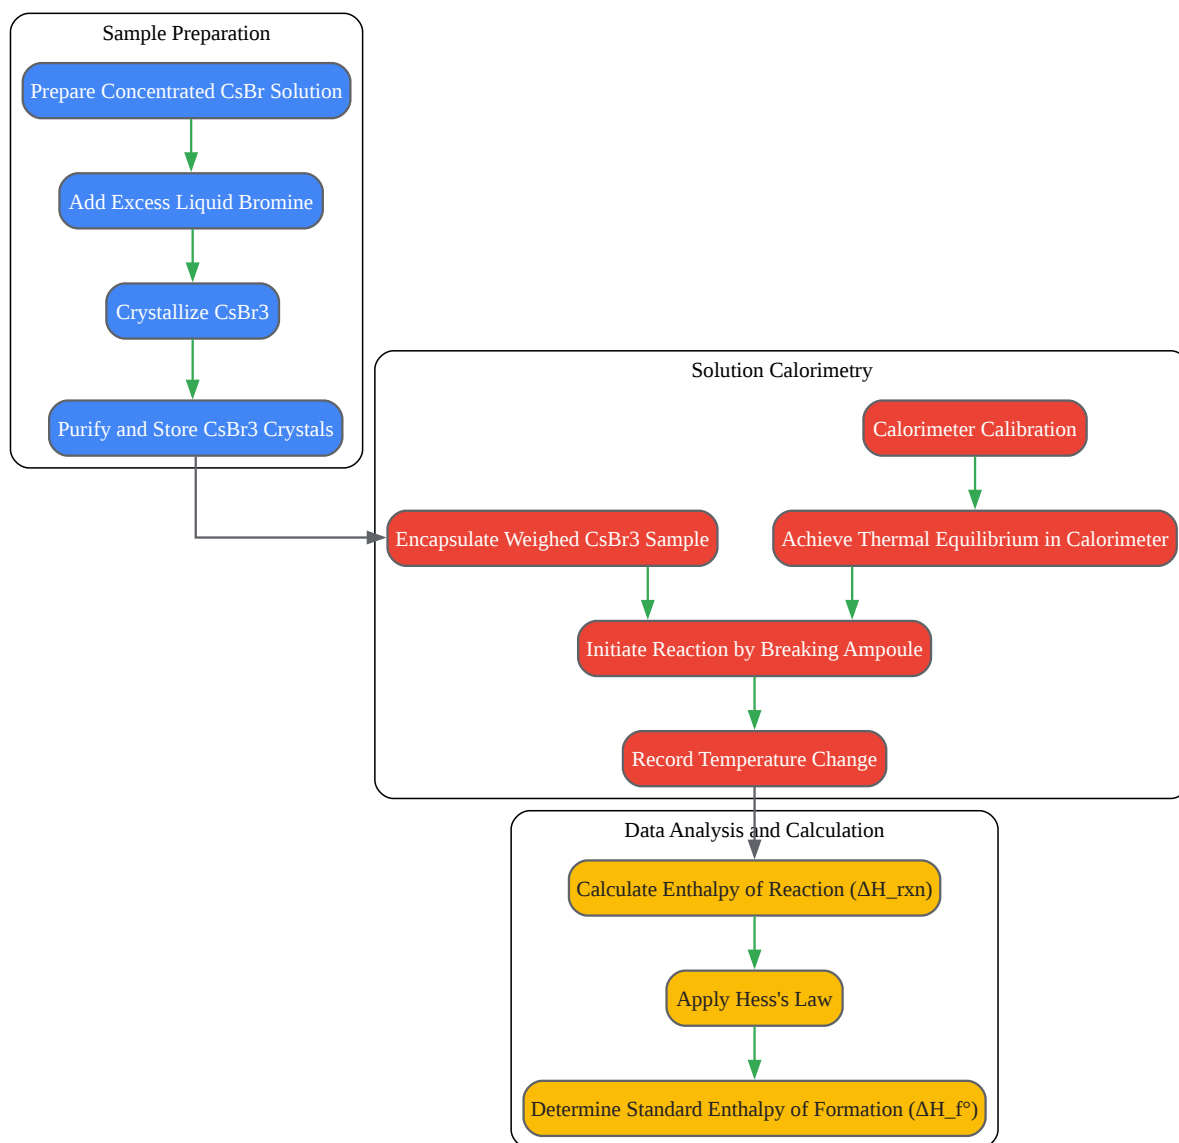 Sample Preparation
Prepare Concentrated CsBr Solution
Add Excess Liquid Bromine
Crystallize CsBr3
Purify and Store CsBr3 Crystals
Solution Calorimetry
Calorimeter Calibration
Encapsulate Weighed CsBr3 Sample
Achieve Thermal Equilibrium in Calorimeter
Initiate Reaction by Breaking Ampoule
Record Temperature Change
Data Analysis and Calculation
Calculate Enthalpy of Reaction (ΔH_rxn)
Apply Hess's Law
Determine Standard Enthalpy of Formation (ΔH_f°)